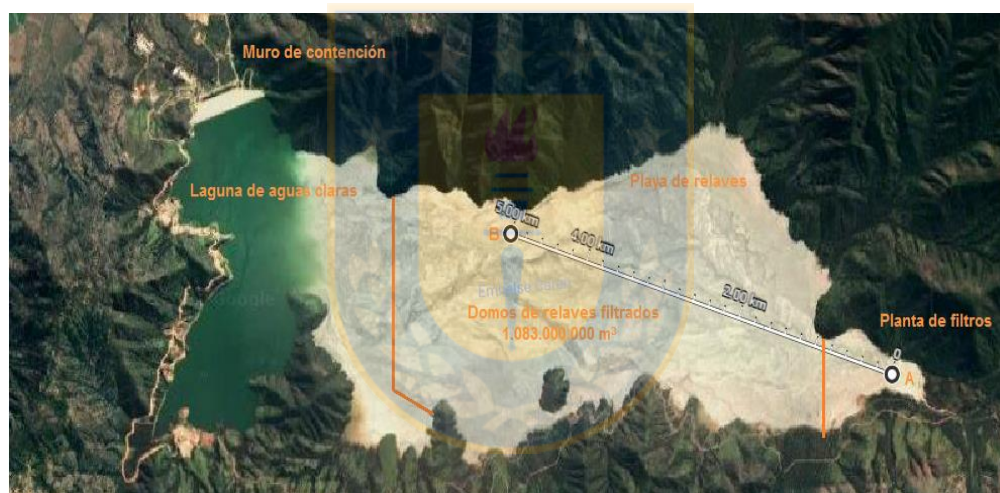 Muro de contención
Laguna de aguas claras
Playa de relaves
5.00 km
B
4.00 km
2.00 km
Domos de relaves filtrados
1.083.000.000 m³
Planta de filtros
0
A
Google